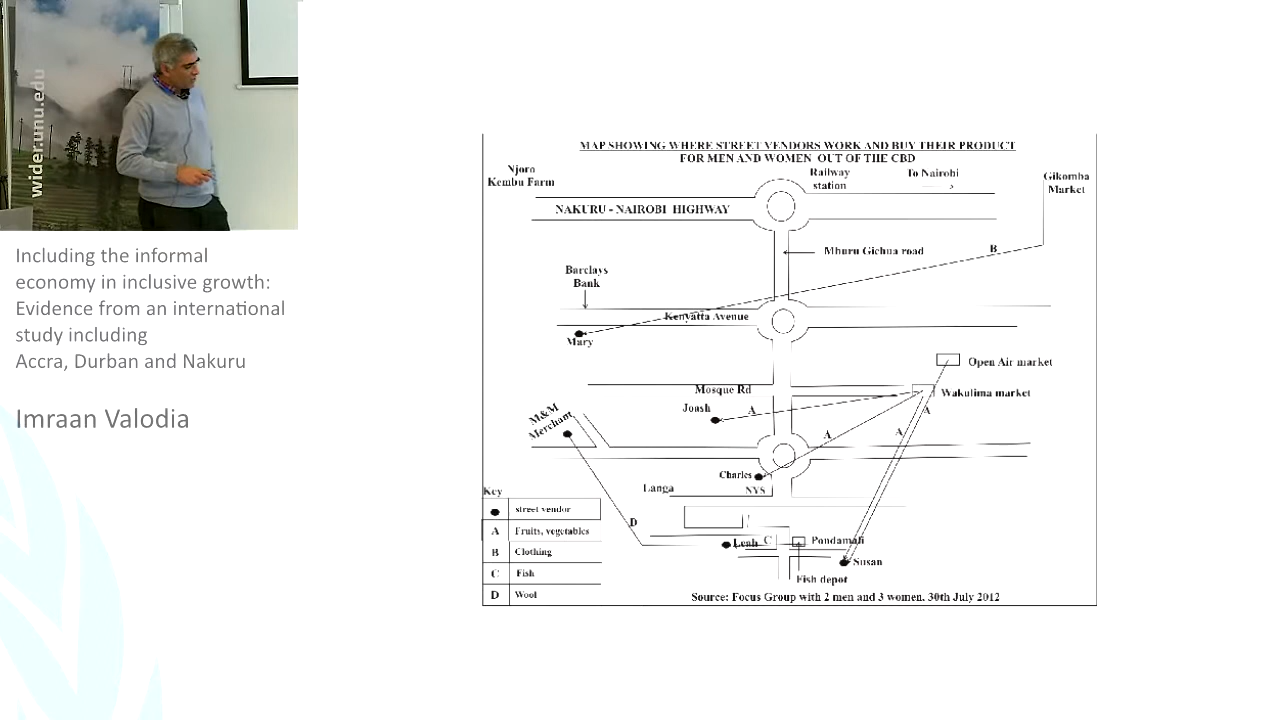 wider.unu.edu
Including the informal
economy in inclusive growth:
Evidence from an international
study including
Accra, Durban and Nakuru
Imraan Valodia
MAP SHOWING WHERE STREET VENDORS WORK AND BUY THEIR PRODUCT
FOR MEN AND WOMEN OUT OF THE CBD
Njoro
Kembu Farm
Railway
station
To Nairobi
Gikomba
Market
NAKURU - NAIROBI HIGHWAY
Mburu Gichua road
B
Barclays
Bank
Kenyatta Avenue
Mary
Open Air market
Mosque Rd
Wakulima market
M&M
Merchant
Joash
A
A
A
A
Charles
Langa
NYS
Key
street vendor
A Fruits, vegetables
B Clothing
C Fish
D Wool
D
Leah
C
Pondamali
Susan
Fish depot
Source: Focus Group with 2 men and 3 women, 30th July 2012